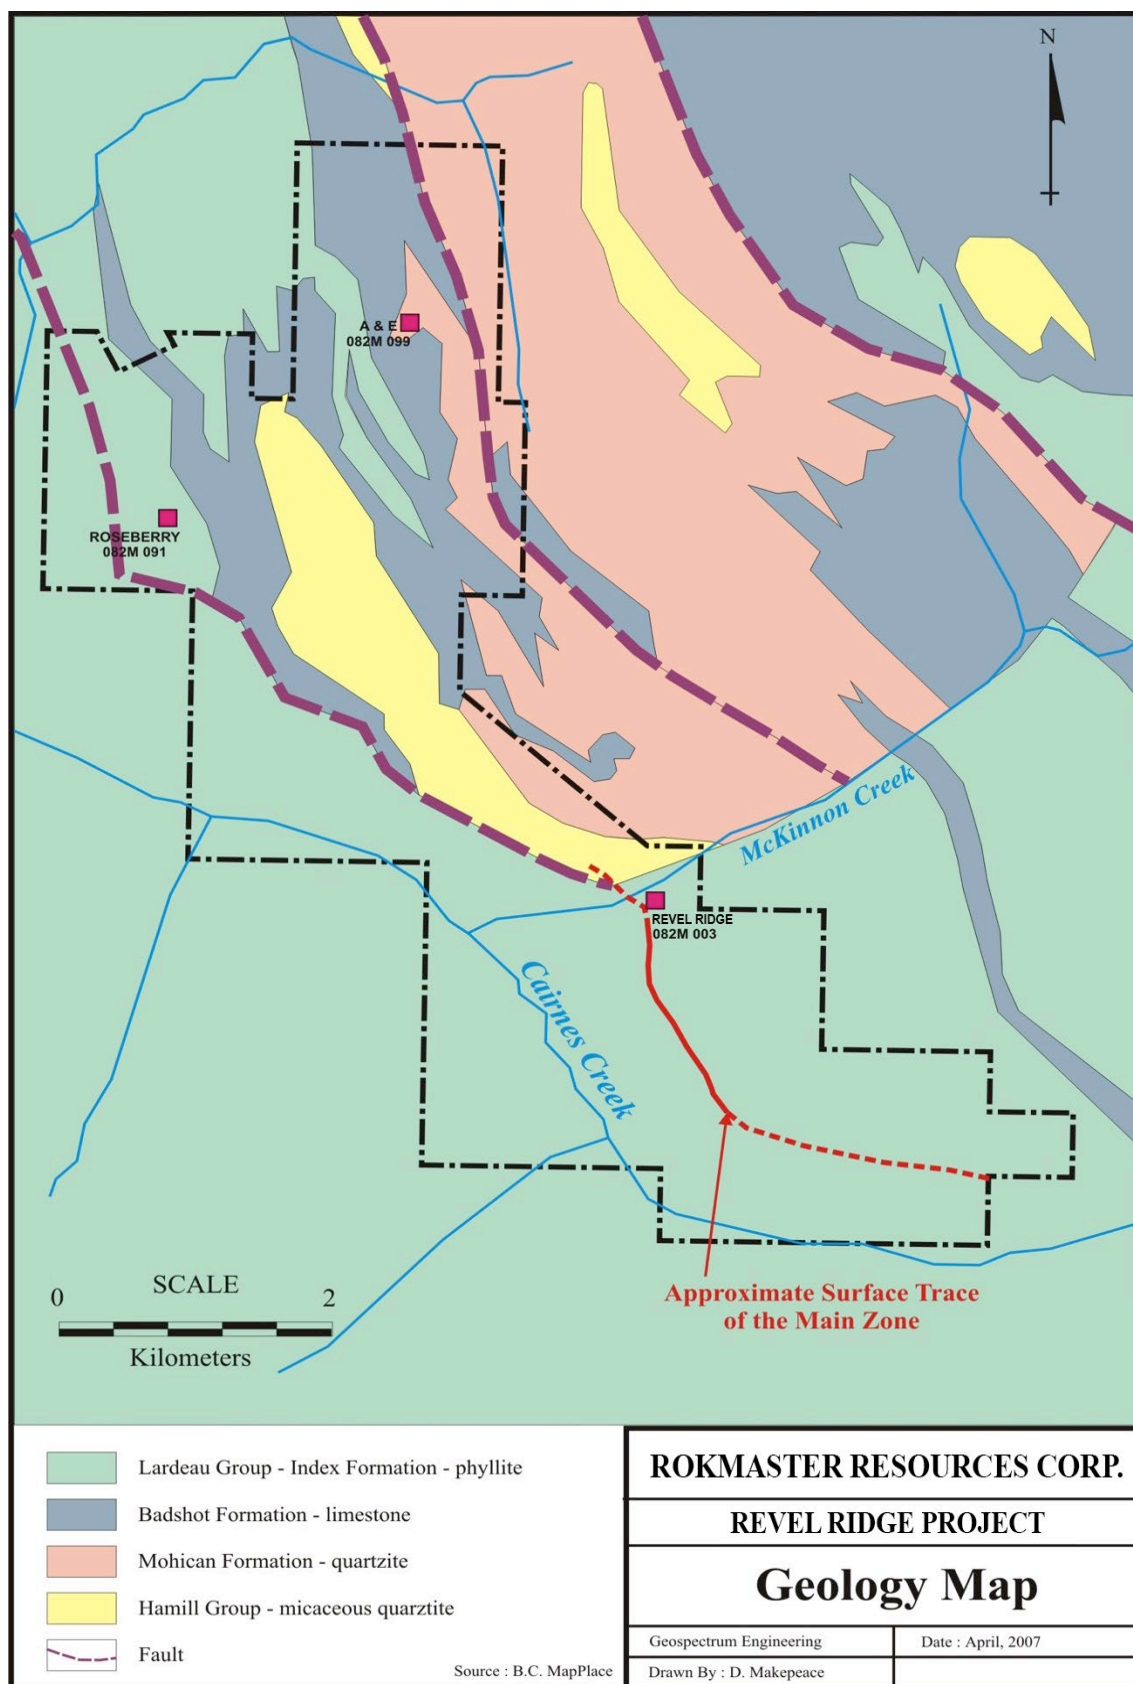 N
A & E
082M 099
ROSEBERRY
082M 091
McKinnon Creek
REVEL RIDGE
082M 003
Cairnes Creek
SCALE
0 2
Kilometers
Approximate Surface Trace
of the Main Zone
Lardeau Group - Index Formation - phyllite
Badshot Formation - limestone
Mohican Formation - quartzite
Hamill Group - micaceous quarztite
Fault
Source : B.C. MapPlace
ROKMASTER RESOURCES CORP.
REVEL RIDGE PROJECT
Geology Map
Geospectrum Engineering
Date : April, 2007
Drawn By : D. Makepeace